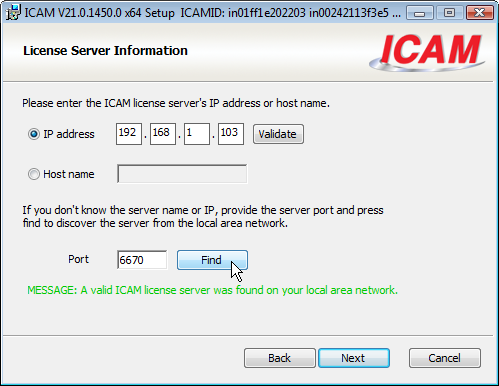 ICAM V21.0.1450.0 x64 Setup ICAMID: in01ff1e202203 in00242113f3e5 ...
License Server Information
ICAM
Please enter the ICAM license server's IP address or host name.
IP address 192 . 168 . 1 . 103 Validate
Host name
If you don't know the server name or IP, provide the server port and press
find to discover the server from the local area network.
Port 6670 Find
MESSAGE: A valid ICAM license server was found on your local area network.
Back Next Cancel